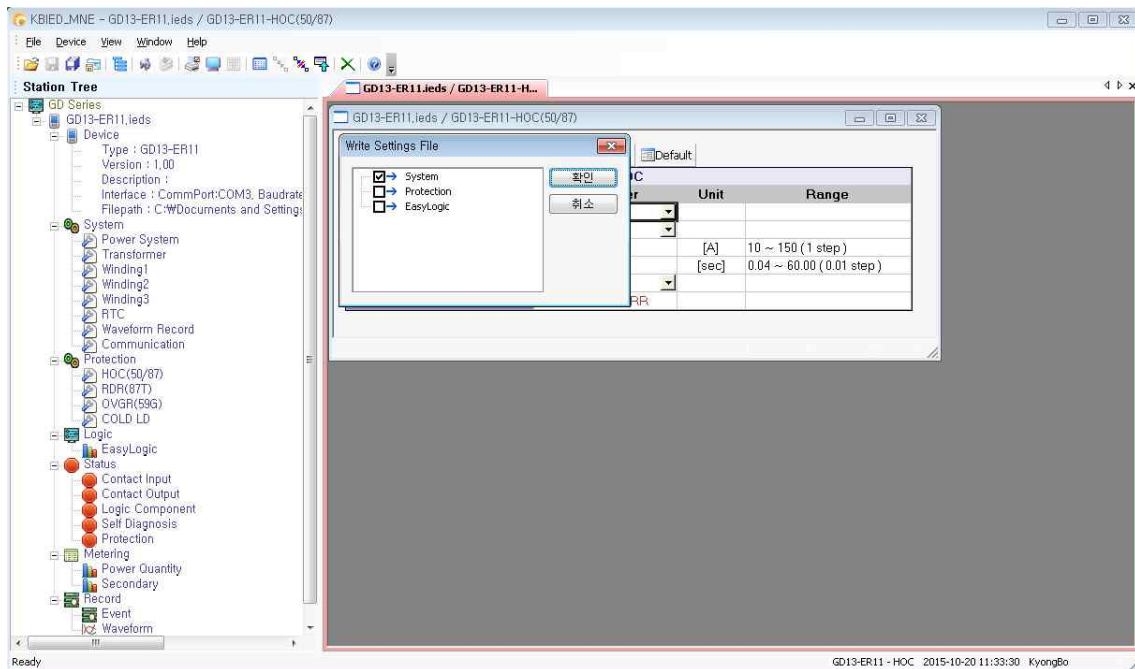 KBIED_MNE - GD13-ER11.ieds / GD13-ER11-HOC(50/87)
File Device View Window Help
Station Tree
GD13-ER11.ieds / GD13-ER11-H...
GD Series
GD13-ER11.ieds
Device
Type : GD13-ER11
Version : 1.00
Description :
Interface : CommPort:COM3, Baudrate
Filepath : C:₩Documents and Settings
System
Power System
Transformer
Winding1
Winding2
Winding3
RTC
Waveform Record
Communication
Protection
HOC(50/87)
RDR(87T)
OVGR(59G)
COLD LD
Logic
EasyLogic
Status
Contact Input
Contact Output
Logic Component
Self Diagnosis
Protection
Metering
Power Quantity
Secondary
Record
Event
Waveform
GD13-ER11.ieds / GD13-ER11-HOC(50/87)
Default
Unit Range
[A] 10 ~ 150 ( 1 step )
[sec] 0.04 ~ 60.00 ( 0.01 step )
Write Settings File
System
Protection
EasyLogic
확인
취소
Ready
GD13-ER11 - HOC 2015-10-20 11:33:30 KyongBo